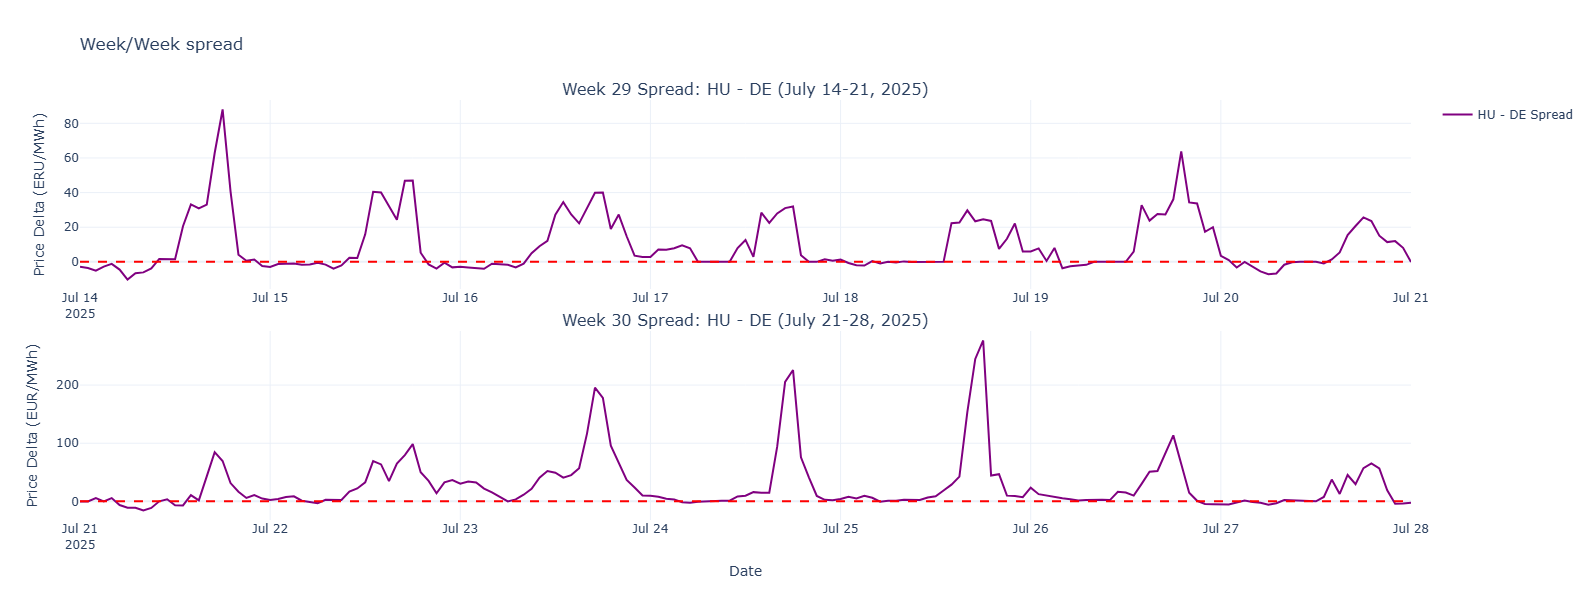 Week/Week spread
Week 29 Spread: HU - DE (July 14-21, 2025)
HU - DE Spread
Price Delta (ERU/MWh)
80
60
40
20
0
Jul 14
2025
Jul 15
Jul 16
Jul 17
Jul 18
Jul 19
Jul 20
Jul 21
Week 30 Spread: HU - DE (July 21-28, 2025)
Price Delta (EUR/MWh)
200
100
0
Jul 21
2025
Jul 22
Jul 23
Jul 24
Jul 25
Jul 26
Jul 27
Jul 28
Date